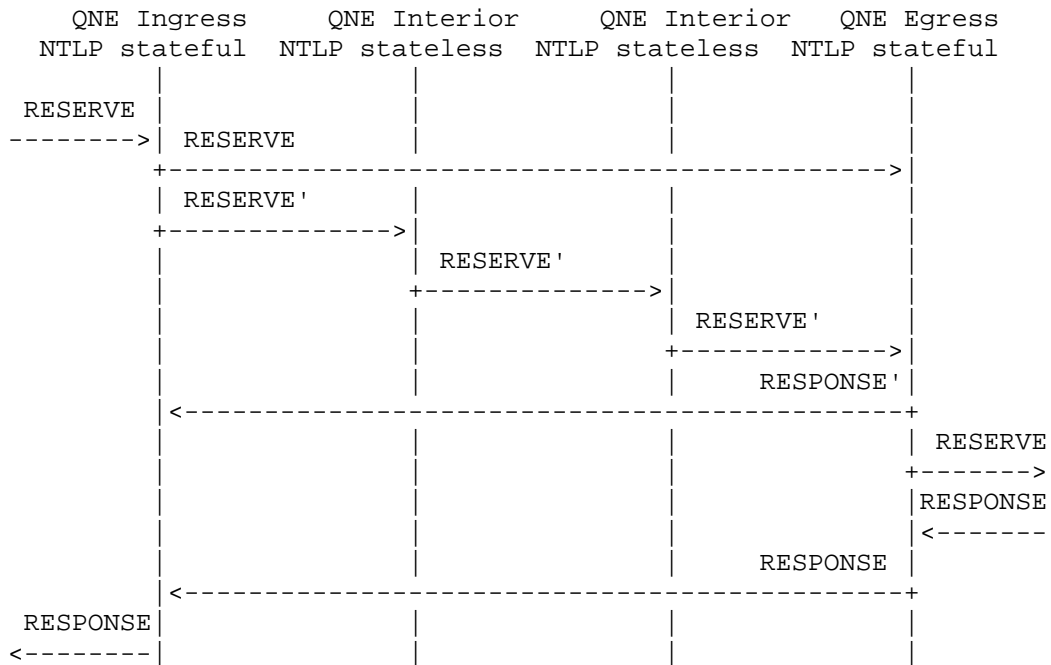 QNE Ingress QNE Interior QNE Interior QNE Egress
NTLP stateful NTLP stateless NTLP stateless NTLP stateful
RESERVE
RESERVE
RESERVE'
RESERVE'
RESERVE'
RESPONSE'
RESERVE
RESPONSE
RESPONSE
RESPONSE